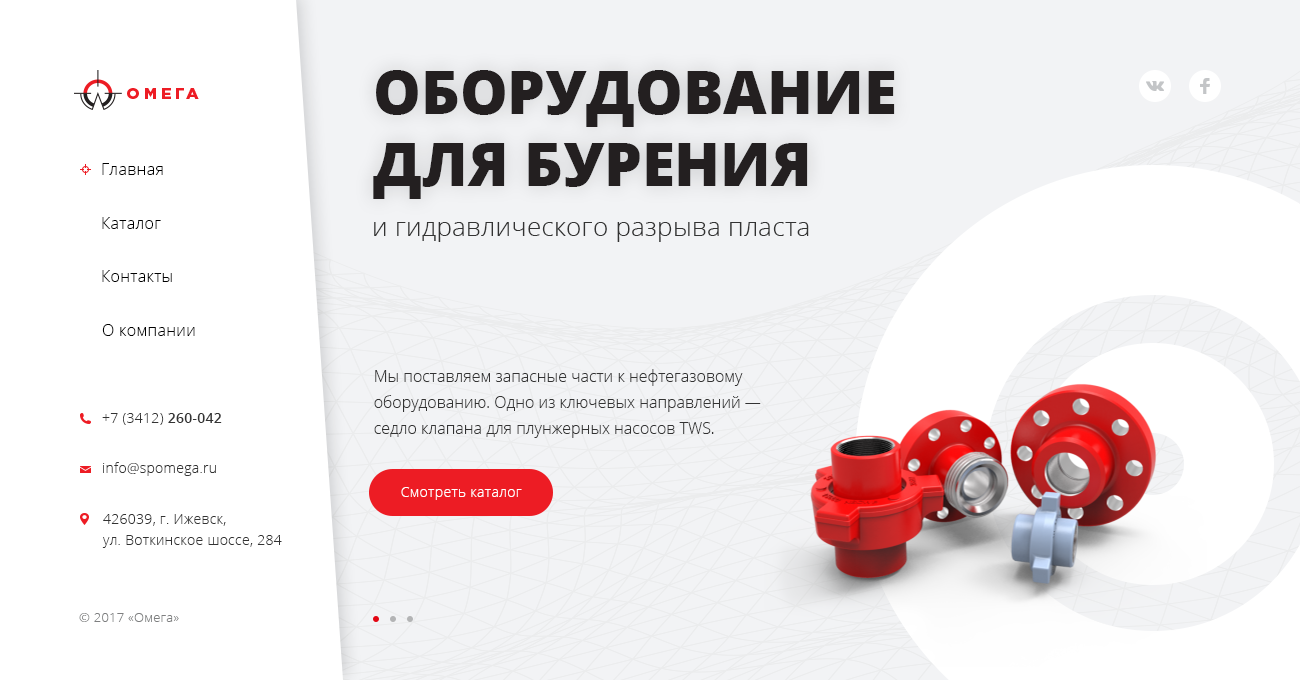 ОМЕГА
Главная
Каталог
Контакты
О компании
+7 (3412) 260-042
info@spomega.ru
426039, г. Ижевск,
ул. Воткинское шоссе, 284
© 2017 «Омега»
ОБОРУДОВАНИЕ
ДЛЯ БУРЕНИЯ
и гидравлического разрыва пласта
Мы поставляем запасные части к нефтегазовому
оборудованию. Одно из ключевых направлений —
седло клапана для плунжерных насосов TWS.
Смотреть каталог